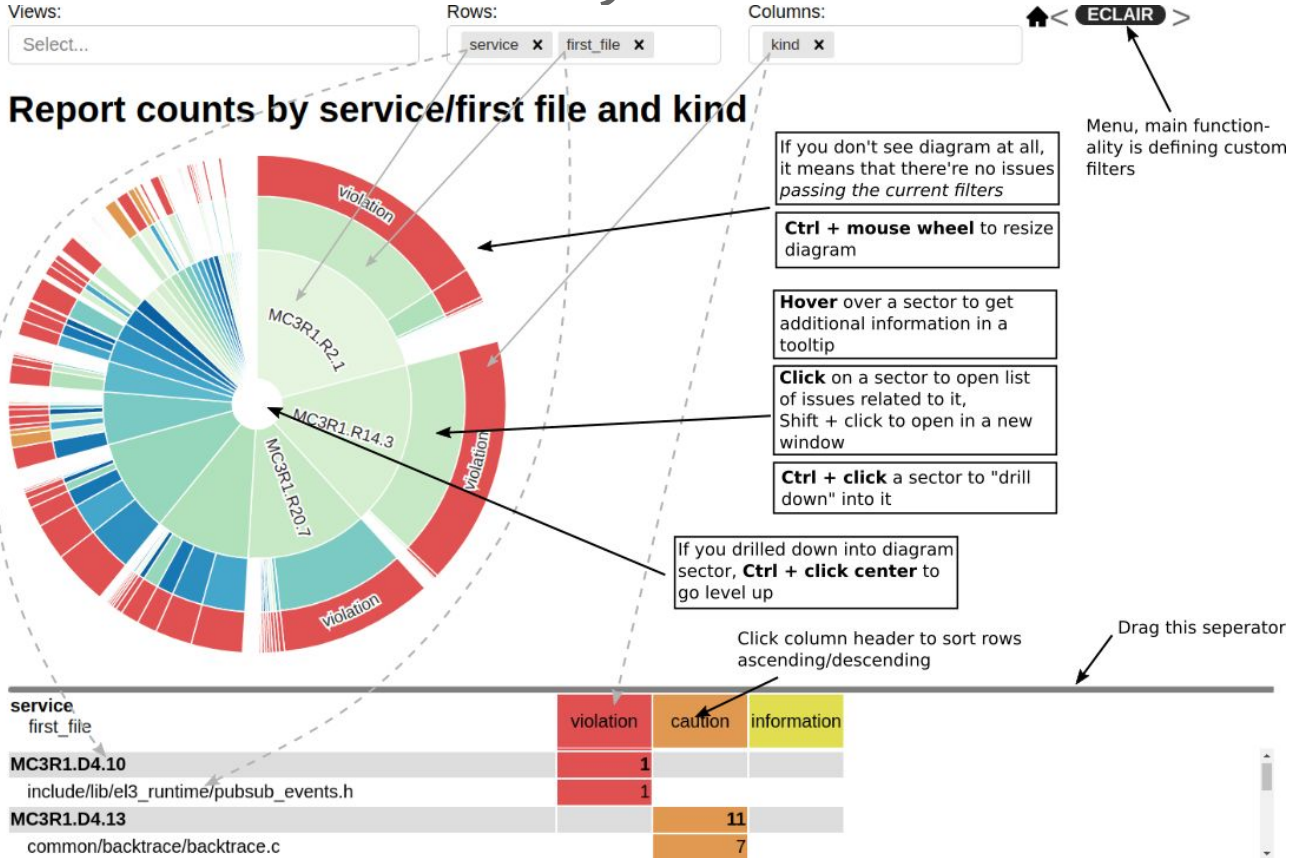 Views:
Rows:
Columns:
Select...
service ×
first_file ×
kind ×
< ECLAIR >
Report counts by service/first file and kind
Menu, main function-
ality is defining custom
filters
If you don't see diagram at all,
it means that there're no issues
passing the current filters
Ctrl + mouse wheel to resize
diagram
Hover over a sector to get
additional information in a
tooltip
Click on a sector to open list
of issues related to it,
Shift + click to open in a new
window
Ctrl + click a sector to "drill
down" into it
If you drilled down into diagram
sector, Ctrl + click center to
go level up
violation
MC3R1.R2.1
MC3R1.R14.3
violation
MC3R1.R20.7
violation
Click column header to sort rows
ascending/descending
Drag this seperator
service
first_file
violation
caution
information
MC3R1.D4.10
1
include/lib/el3_runtime/pubsub_events.h
1
MC3R1.D4.13
11
common/backtrace/backtrace.c
7